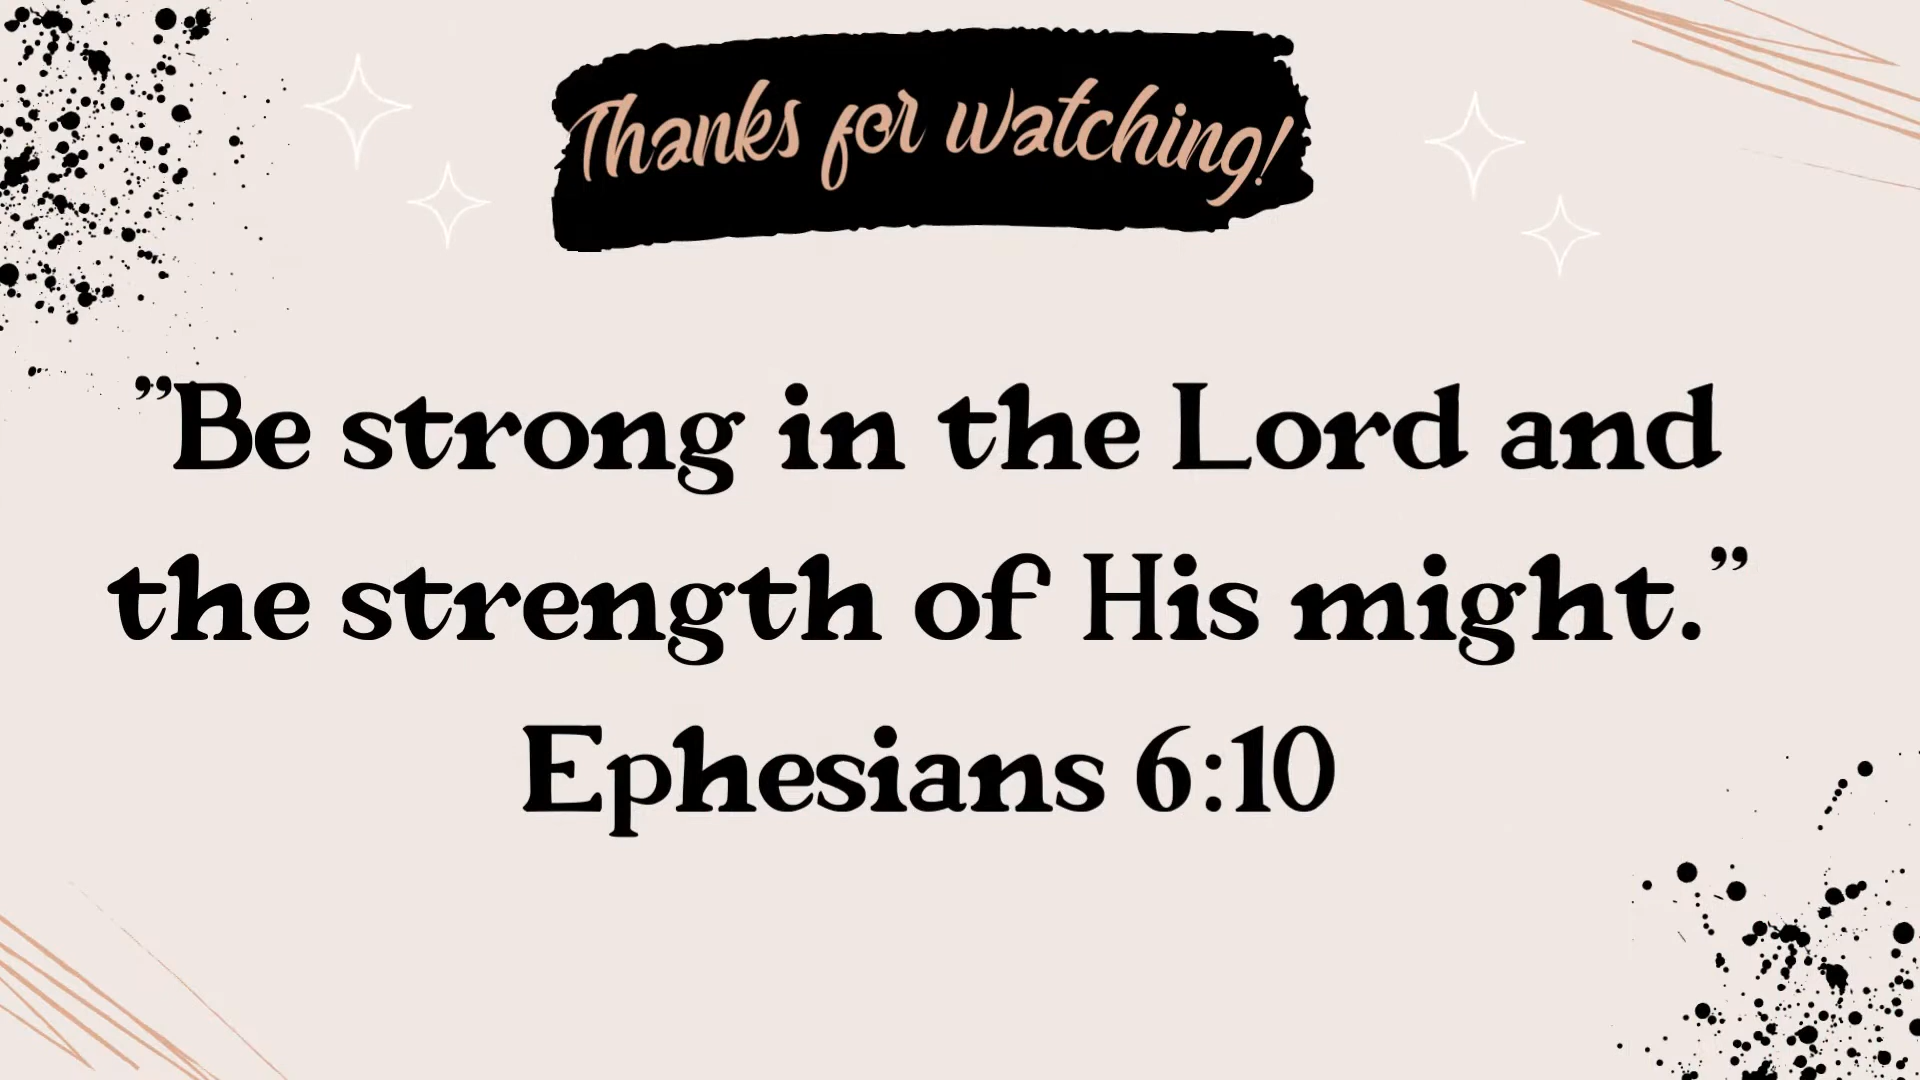 Thanks for watching!
”Be strong in the Lord and
the strength of His might.”
Ephesians 6:10